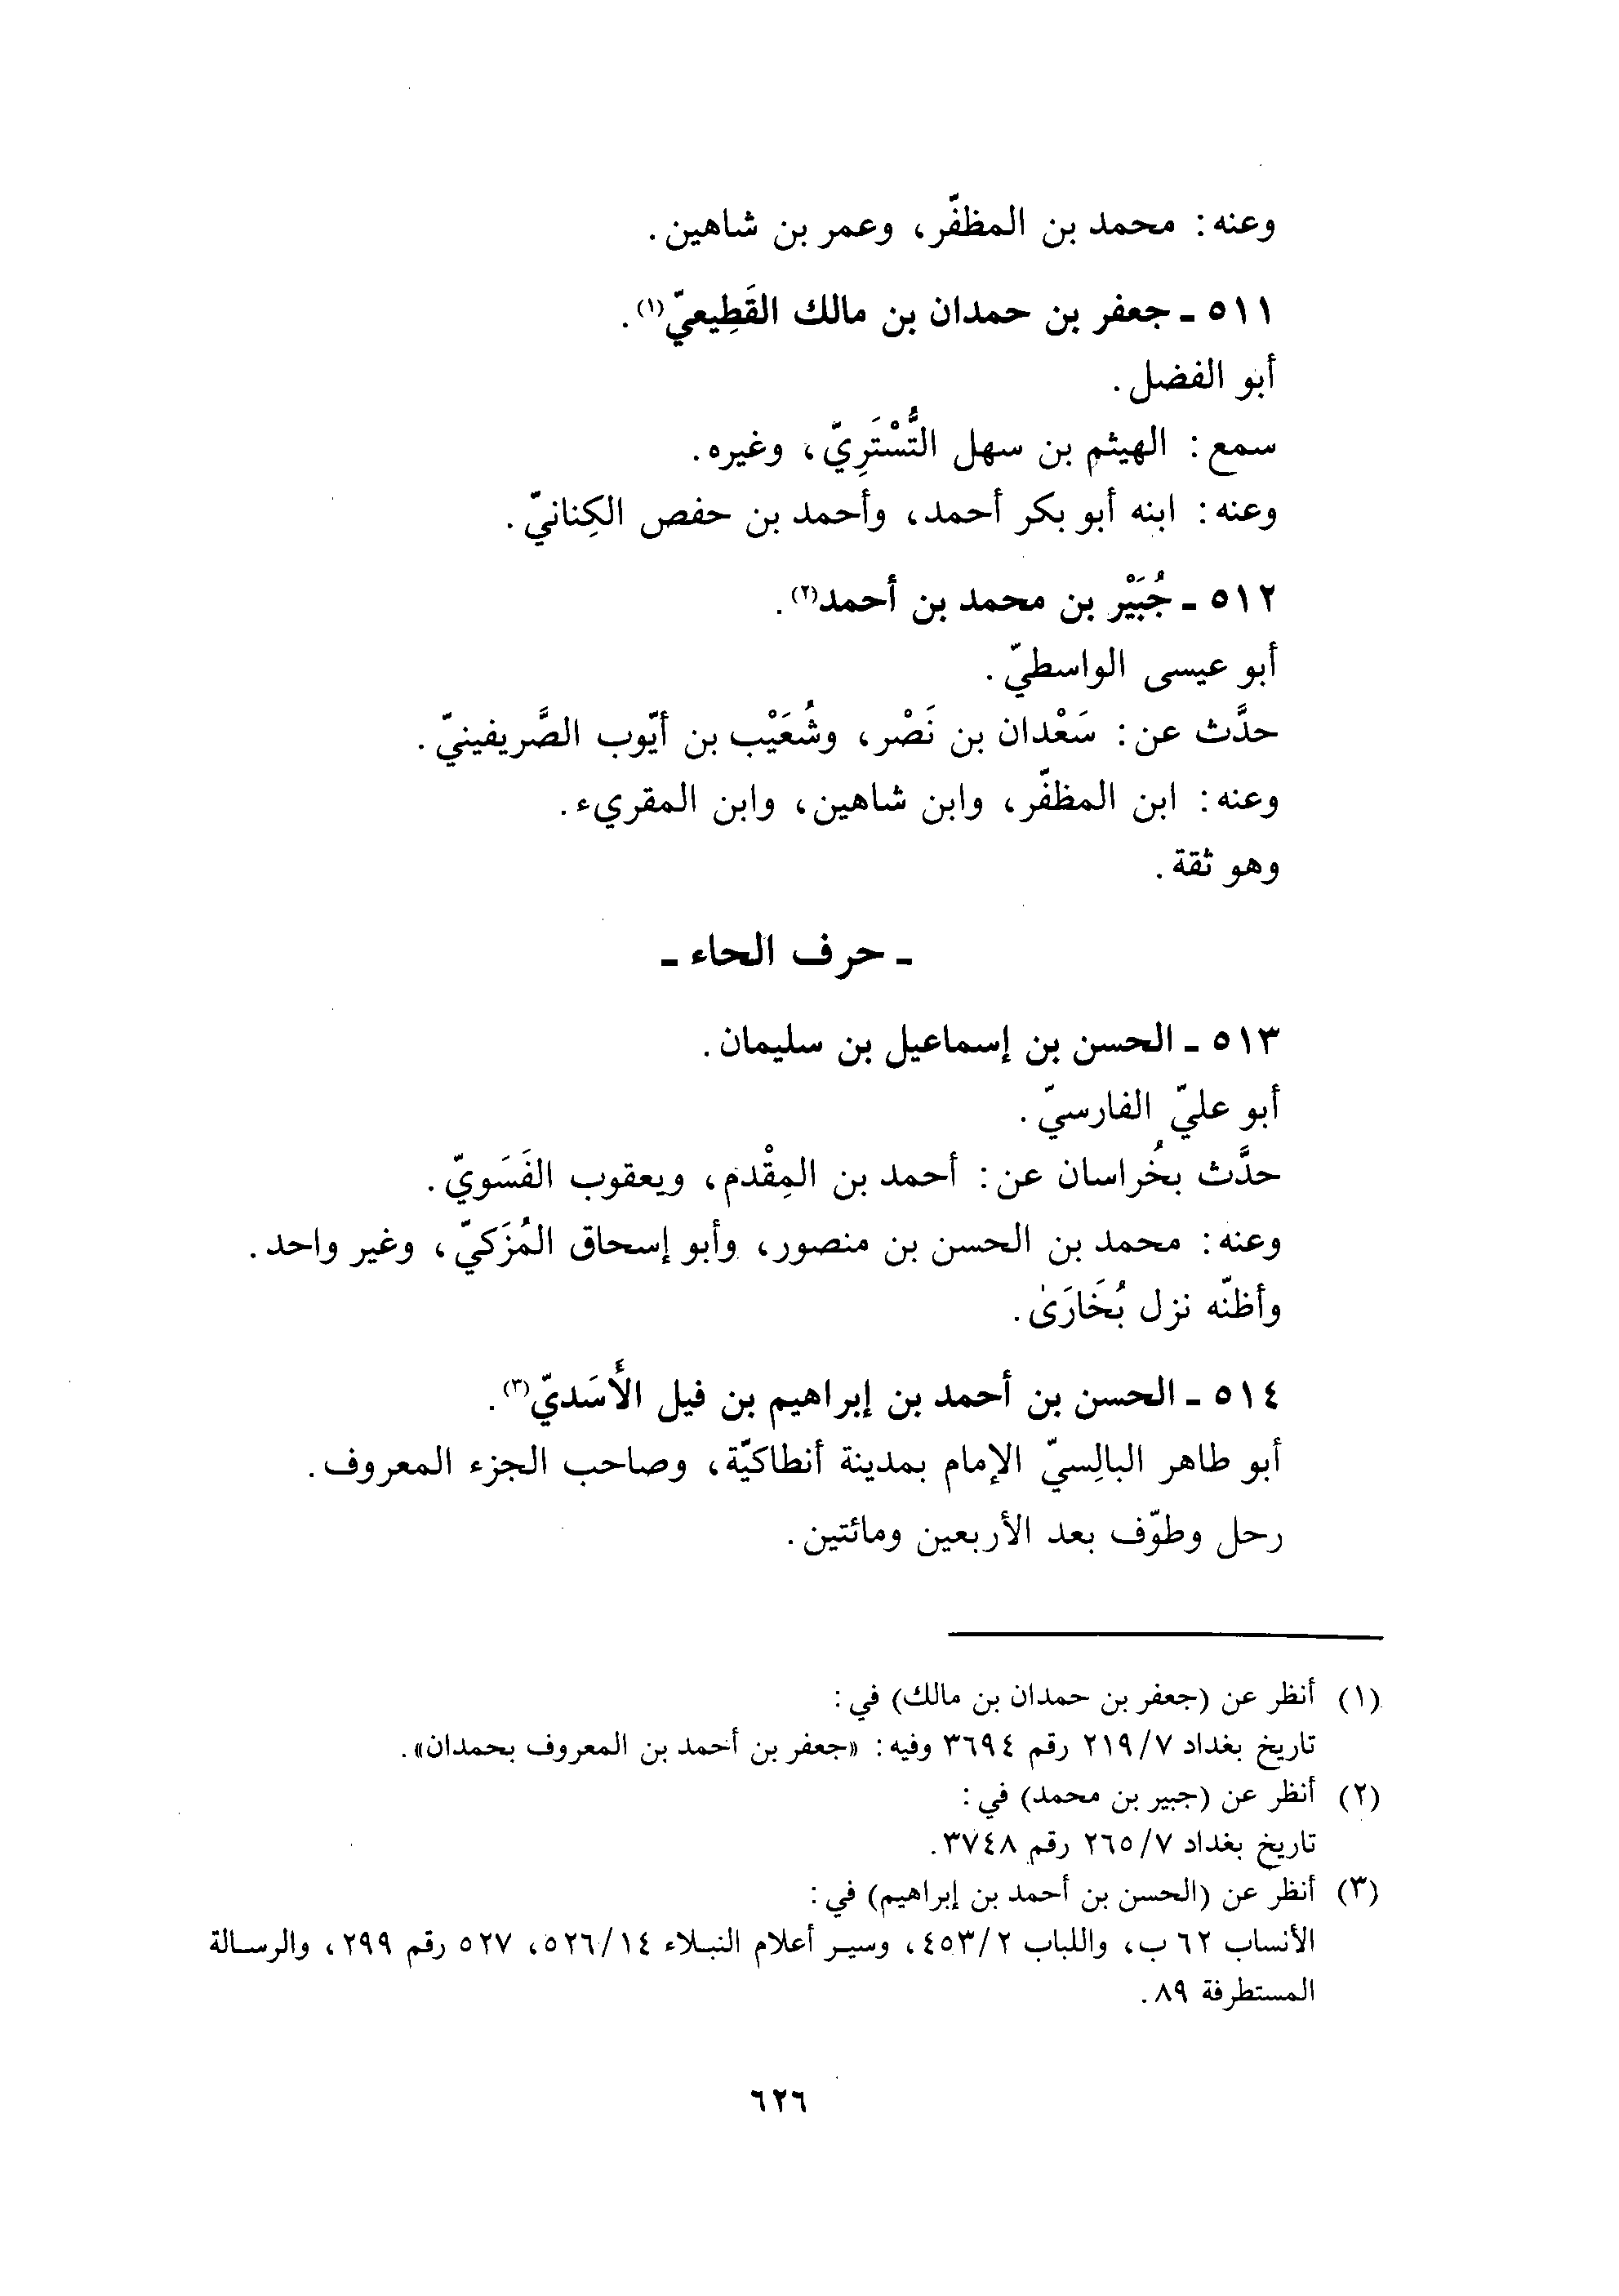 وعنه: محمد بن المظفّر، وعمر بن شاهين.
٥١١ ـ جعفر بن حمدان بن مالك القَطِيعيّ(١).
أبو الفضل.
سمع: الهيثم بن سهل التُّسْتَرِيّ، وغيره.
وعنه: ابنه أبو بكر أحمد، وأحمد بن حفص الكِنانيّ.
٥١٢ ـ جُبَيْر بن محمد بن أحمد(٢).
أبو عيسى الواسطيّ.
حدَّث عن: سَعْدان بن نَصْر، وشُعَيْب بن أيّوب الصَّريفينيّ.
وعنه: ابن المظفّر، وابن شاهين، وابن المقريء.
وهو ثقة.
ـ حرف الحاء ـ
٥١٣ ـ الحسن بن إسماعيل بن سليمان.
أبو عليّ الفارسيّ.
حدَّث بخُراسان عن: أحمد بن المِقْدم، ويعقوب الفَسَويّ.
وعنه: محمد بن الحسن بن منصور، وأبو إسحاق المُزَكيّ، وغير واحد.
وأظنّه نزل بُخَارَىٰ.
٥١٤ ـ الحسن بن أحمد بن إبراهيم بن فيل الأَسَديّ(٣).
أبو طاهر البالِسيّ الإمام بمدينة أنطاكيّة، وصاحب الجزء المعروف.
رحل وطوّف بعد الأربعين ومائتين.
(١) أنظر عن (جعفر بن حمدان بن مالك) في:
تاريخ بغداد ٢١٩/٧ رقم ٣٦٩٤ وفيه: «جعفر بن أحمد بن المعروف بحمدان».
(٢) أنظر عن (جبير بن محمد) في:
تاريخ بغداد ٢٦٥/٧ رقم ٣٧٤٨.
(٣) أنظر عن (الحسن بن أحمد بن إبراهيم) في:
الأنساب ٦٢ ب، واللباب ٤٥٣/٢، وسير أعلام النبلاء ٥٢٦/١٤، ٥٢٧ رقم ٢٩٩، والرسالة
المستطرفة ٨٩.
٦٢٦